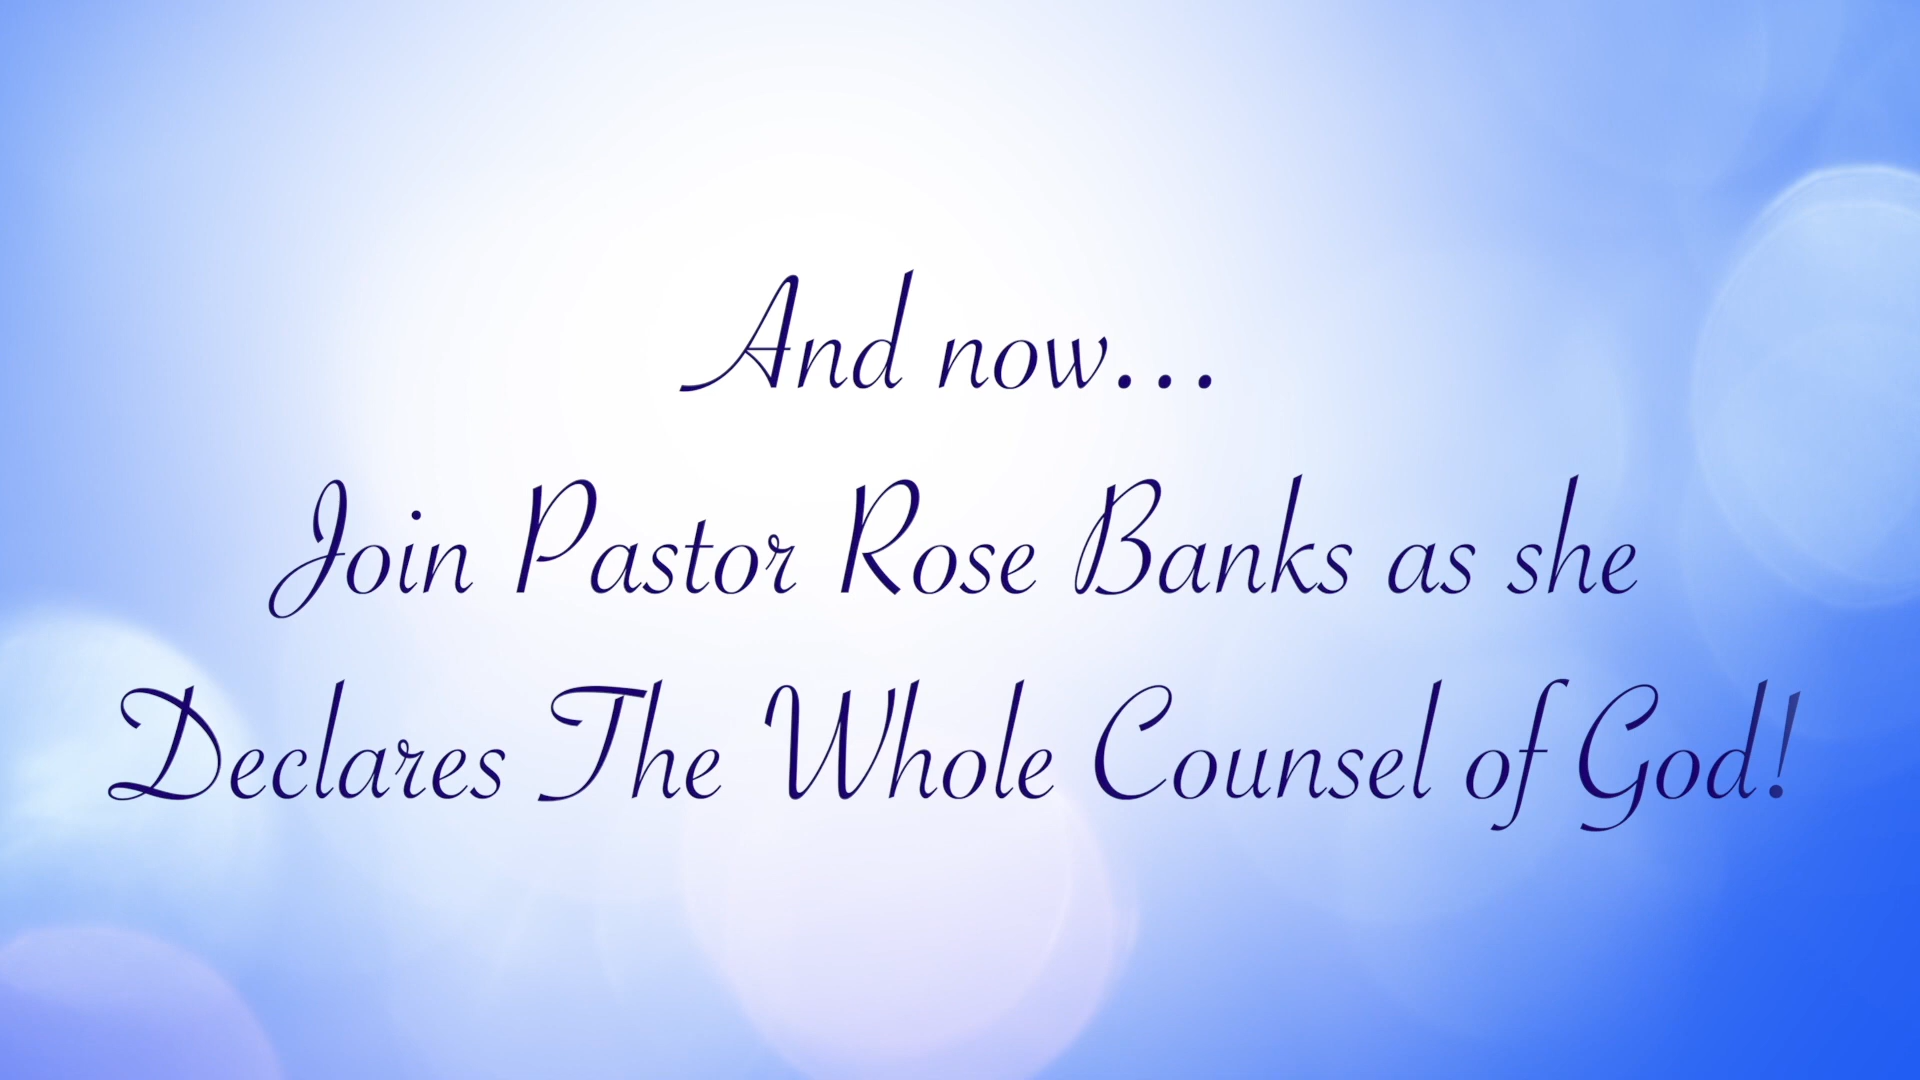 And now...
Join Pastor Rose Banks as she
Declares The Whole Counsel of God!